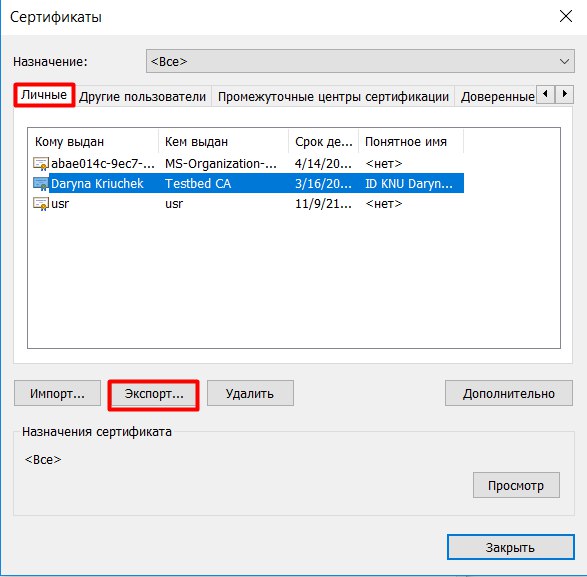 Сертификаты
Назначение: <Все>
Личные Другие пользователи Промежуточные центры сертификации Доверенные
Кому выдан Кем выдан Срок де... Понятное имя
abae014c-9ec7-... MS-Organization-... 4/14/20... <нет>
Daryna Kriuchek Testbed CA 3/16/20... ID KNU Daryn...
usr usr 11/9/21... <нет>
Импорт... Экспорт... Удалить Дополнительно
Назначения сертификата
<Все>
Просмотр
Закрыть